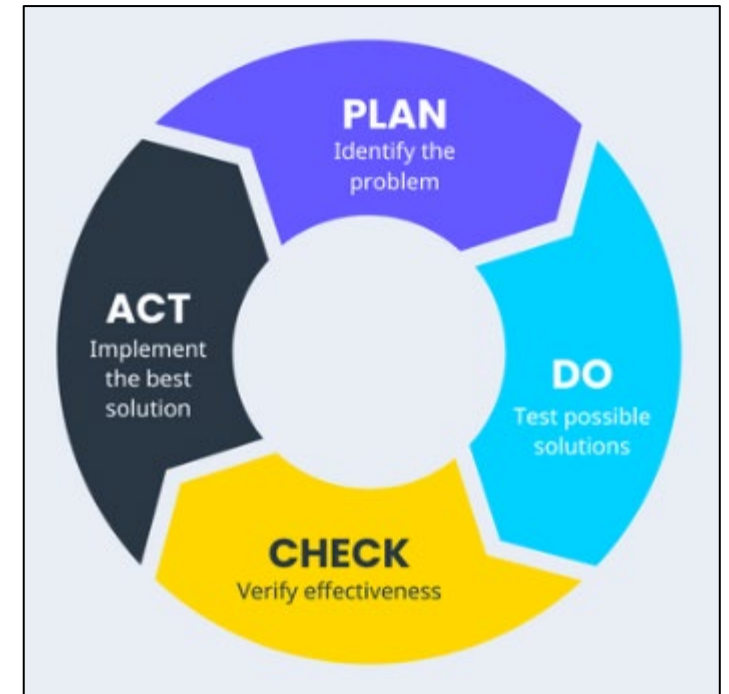 PLAN
Identify the
problem
DO
Test possible
solutions
CHECK
Verify effectiveness
ACT
Implement
the best
solution